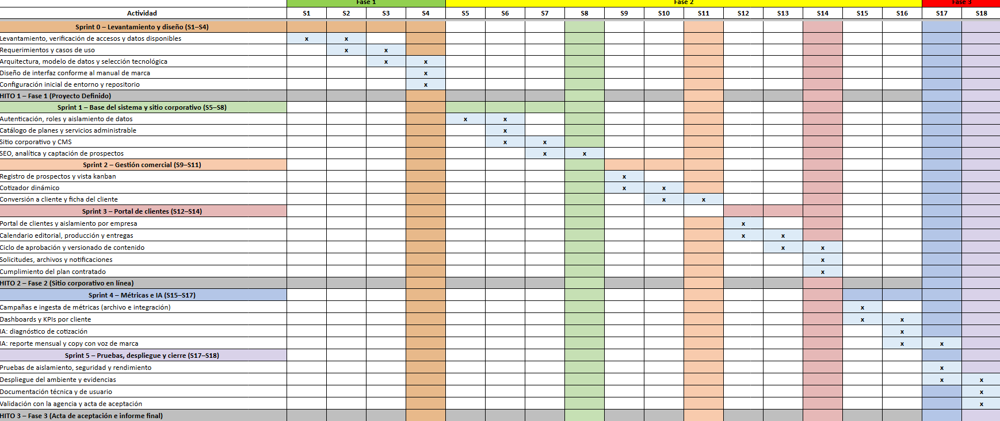 Fase 1 Fase 2 Fase 3
Actividad S1 S2 S3 S4 S5 S6 S7 S8 S9 S10 S11 S12 S13 S14 S15 S16 S17 S18
Sprint 0 – Levantamiento y diseño (S1–S4)
Levantamiento, verificación de accesos y datos disponibles x x
Requerimientos y casos de uso x x
Arquitectura, modelo de datos y selección tecnológica x x
Diseño de interfaz conforme al manual de marca x
Configuración inicial de entorno y repositorio x
HITO 1 – Fase 1 (Proyecto Definido)
Sprint 1 – Base del sistema y sitio corporativo (S5–S8)
Autenticación, roles y aislamiento de datos x x
Catálogo de planes y servicios administrable x
Sitio corporativo y CMS x x
SEO, analítica y captación de prospectos x x
Sprint 2 – Gestión comercial (S9–S11)
Registro de prospectos y vista kanban x
Cotizador dinámico x x
Conversión a cliente y ficha del cliente x x
Sprint 3 – Portal de clientes (S12–S14)
Portal de clientes y aislamiento por empresa x
Calendario editorial, producción y entregas x x
Ciclo de aprobación y versionado de contenido x x
Solicitudes, archivos y notificaciones x
Cumplimiento del plan contratado x
HITO 2 – Fase 2 (Sitio corporativo en línea)
Sprint 4 – Métricas e IA (S15–S17)
Campañas e ingesta de métricas (archivo e integración) x
Dashboards y KPIs por cliente x x
IA: diagnóstico de cotización x
IA: reporte mensual y copy con voz de marca x x
Sprint 5 – Pruebas, despliegue y cierre (S17–S18)
Pruebas de aislamiento, seguridad y rendimiento x
Despliegue del ambiente y evidencias x x
Documentación técnica y de usuario x
Validación con la agencia y acta de aceptación x
HITO 3 – Fase 3 (Acta de aceptación e informe final)